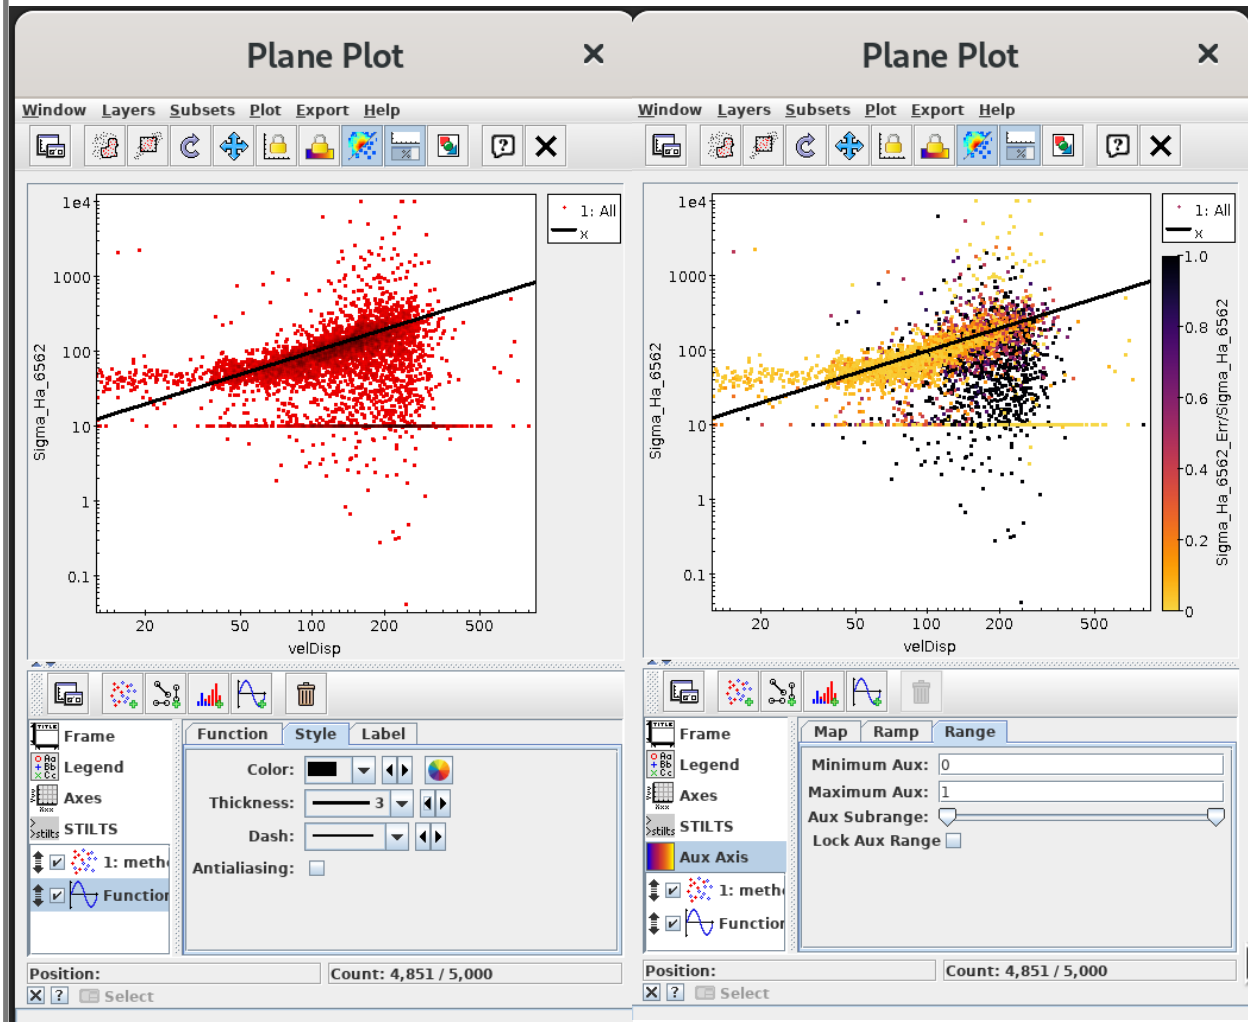 Plane Plot
Window Layers Subsets Plot Export Help
1e4
1000
100
10
1
0.1
Sigma_Ha_6562
20 50 100 200 500
velDisp
1: All
x
TITLE
Frame
Legend
Axes
STILTS
1: meth
Function
Function Style Label
Color:
Thickness: 3
Dash:
Antialiasing:
Position:
Count: 4,851 / 5,000
Select
Plane Plot
Window Layers Subsets Plot Export Help
1e4
1000
100
10
1
0.1
Sigma_Ha_6562
20 50 100 200 500
velDisp
1: All
x
1.0
0.8
0.6
0.4
0.2
0
Sigma_Ha_6562_Err/Sigma_Ha_6562
TITLE
Frame
Legend
Axes
STILTS
Aux Axis
1: meth
Function
Map Ramp Range
Minimum Aux: 0
Maximum Aux: 1
Aux Subrange:
Lock Aux Range
Position:
Count: 4,851 / 5,000
Select